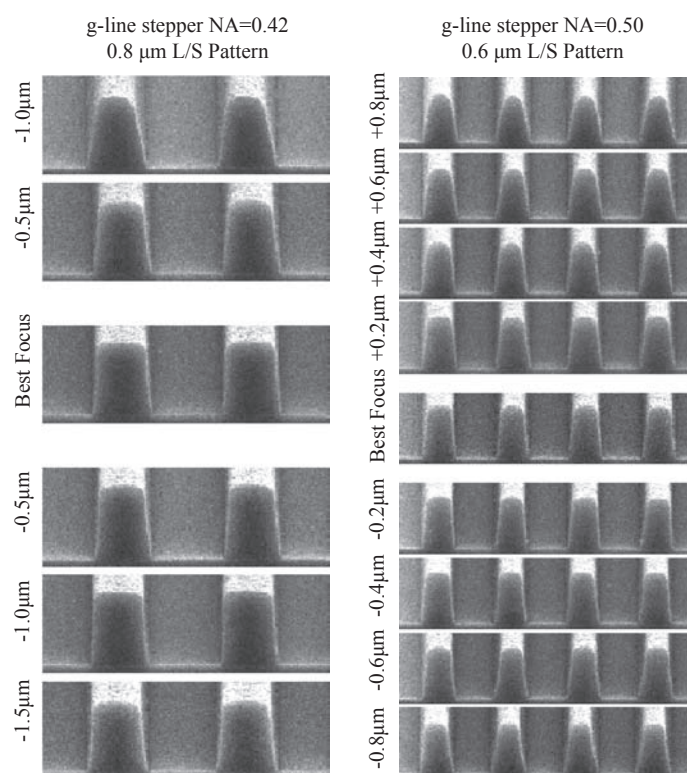 g-line stepper NA=0.42
0.8 μm L/S Pattern
-1.0μm
-0.5μm
Best Focus
-0.5μm
-1.0μm
-1.5μm
g-line stepper NA=0.50
0.6 μm L/S Pattern
+0.8μm
+0.6μm
+0.4μm
+0.2μm
Best Focus
-0.2μm
-0.4μm
-0.6μm
-0.8μm